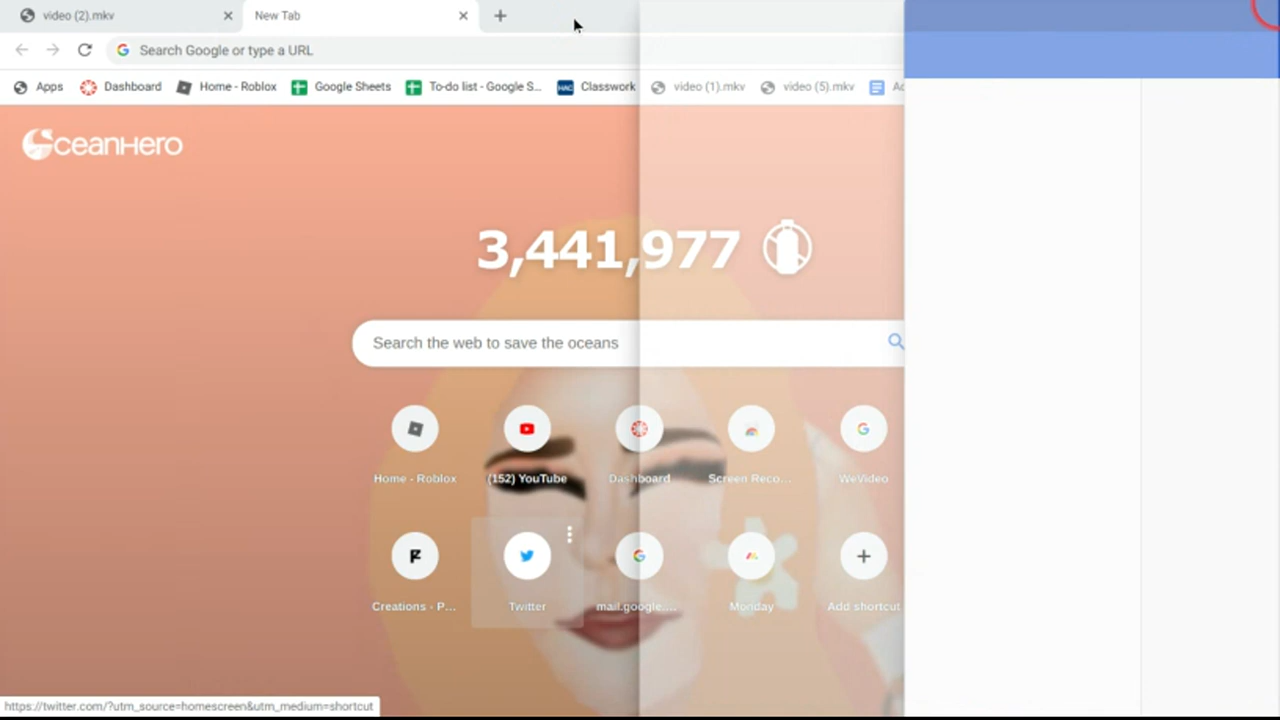 video (2).mkv
New Tab
Search Google or type a URL
Apps
Dashboard
Home - Roblox
Google Sheets
To-do list - Google S...
HAC
Classwork
video (1).mkv
video (5).mkv
OceanHero
3,441,977
Search the web to save the oceans
Home - Roblox
(152) YouTube
Dashboard
Screen Reco...
WeVideo
Creations - P...
Twitter
mail.google....
Monday
Add shortcut
https://twitter.com/?utm_source=homescreen&utm_medium=shortcut